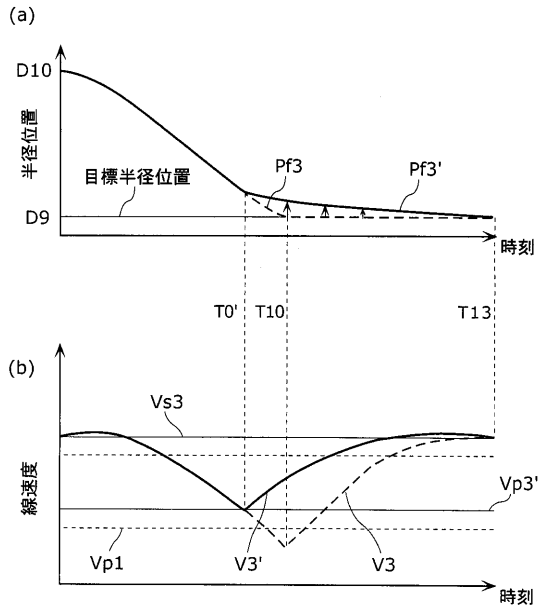 (a)
D10
半径位置
目標半径位置
Pf3
Pf3'
D9
時刻
T0'
T10
T13
(b)
Vs3
線速度
Vp3'
Vp1
V3'
V3
時刻